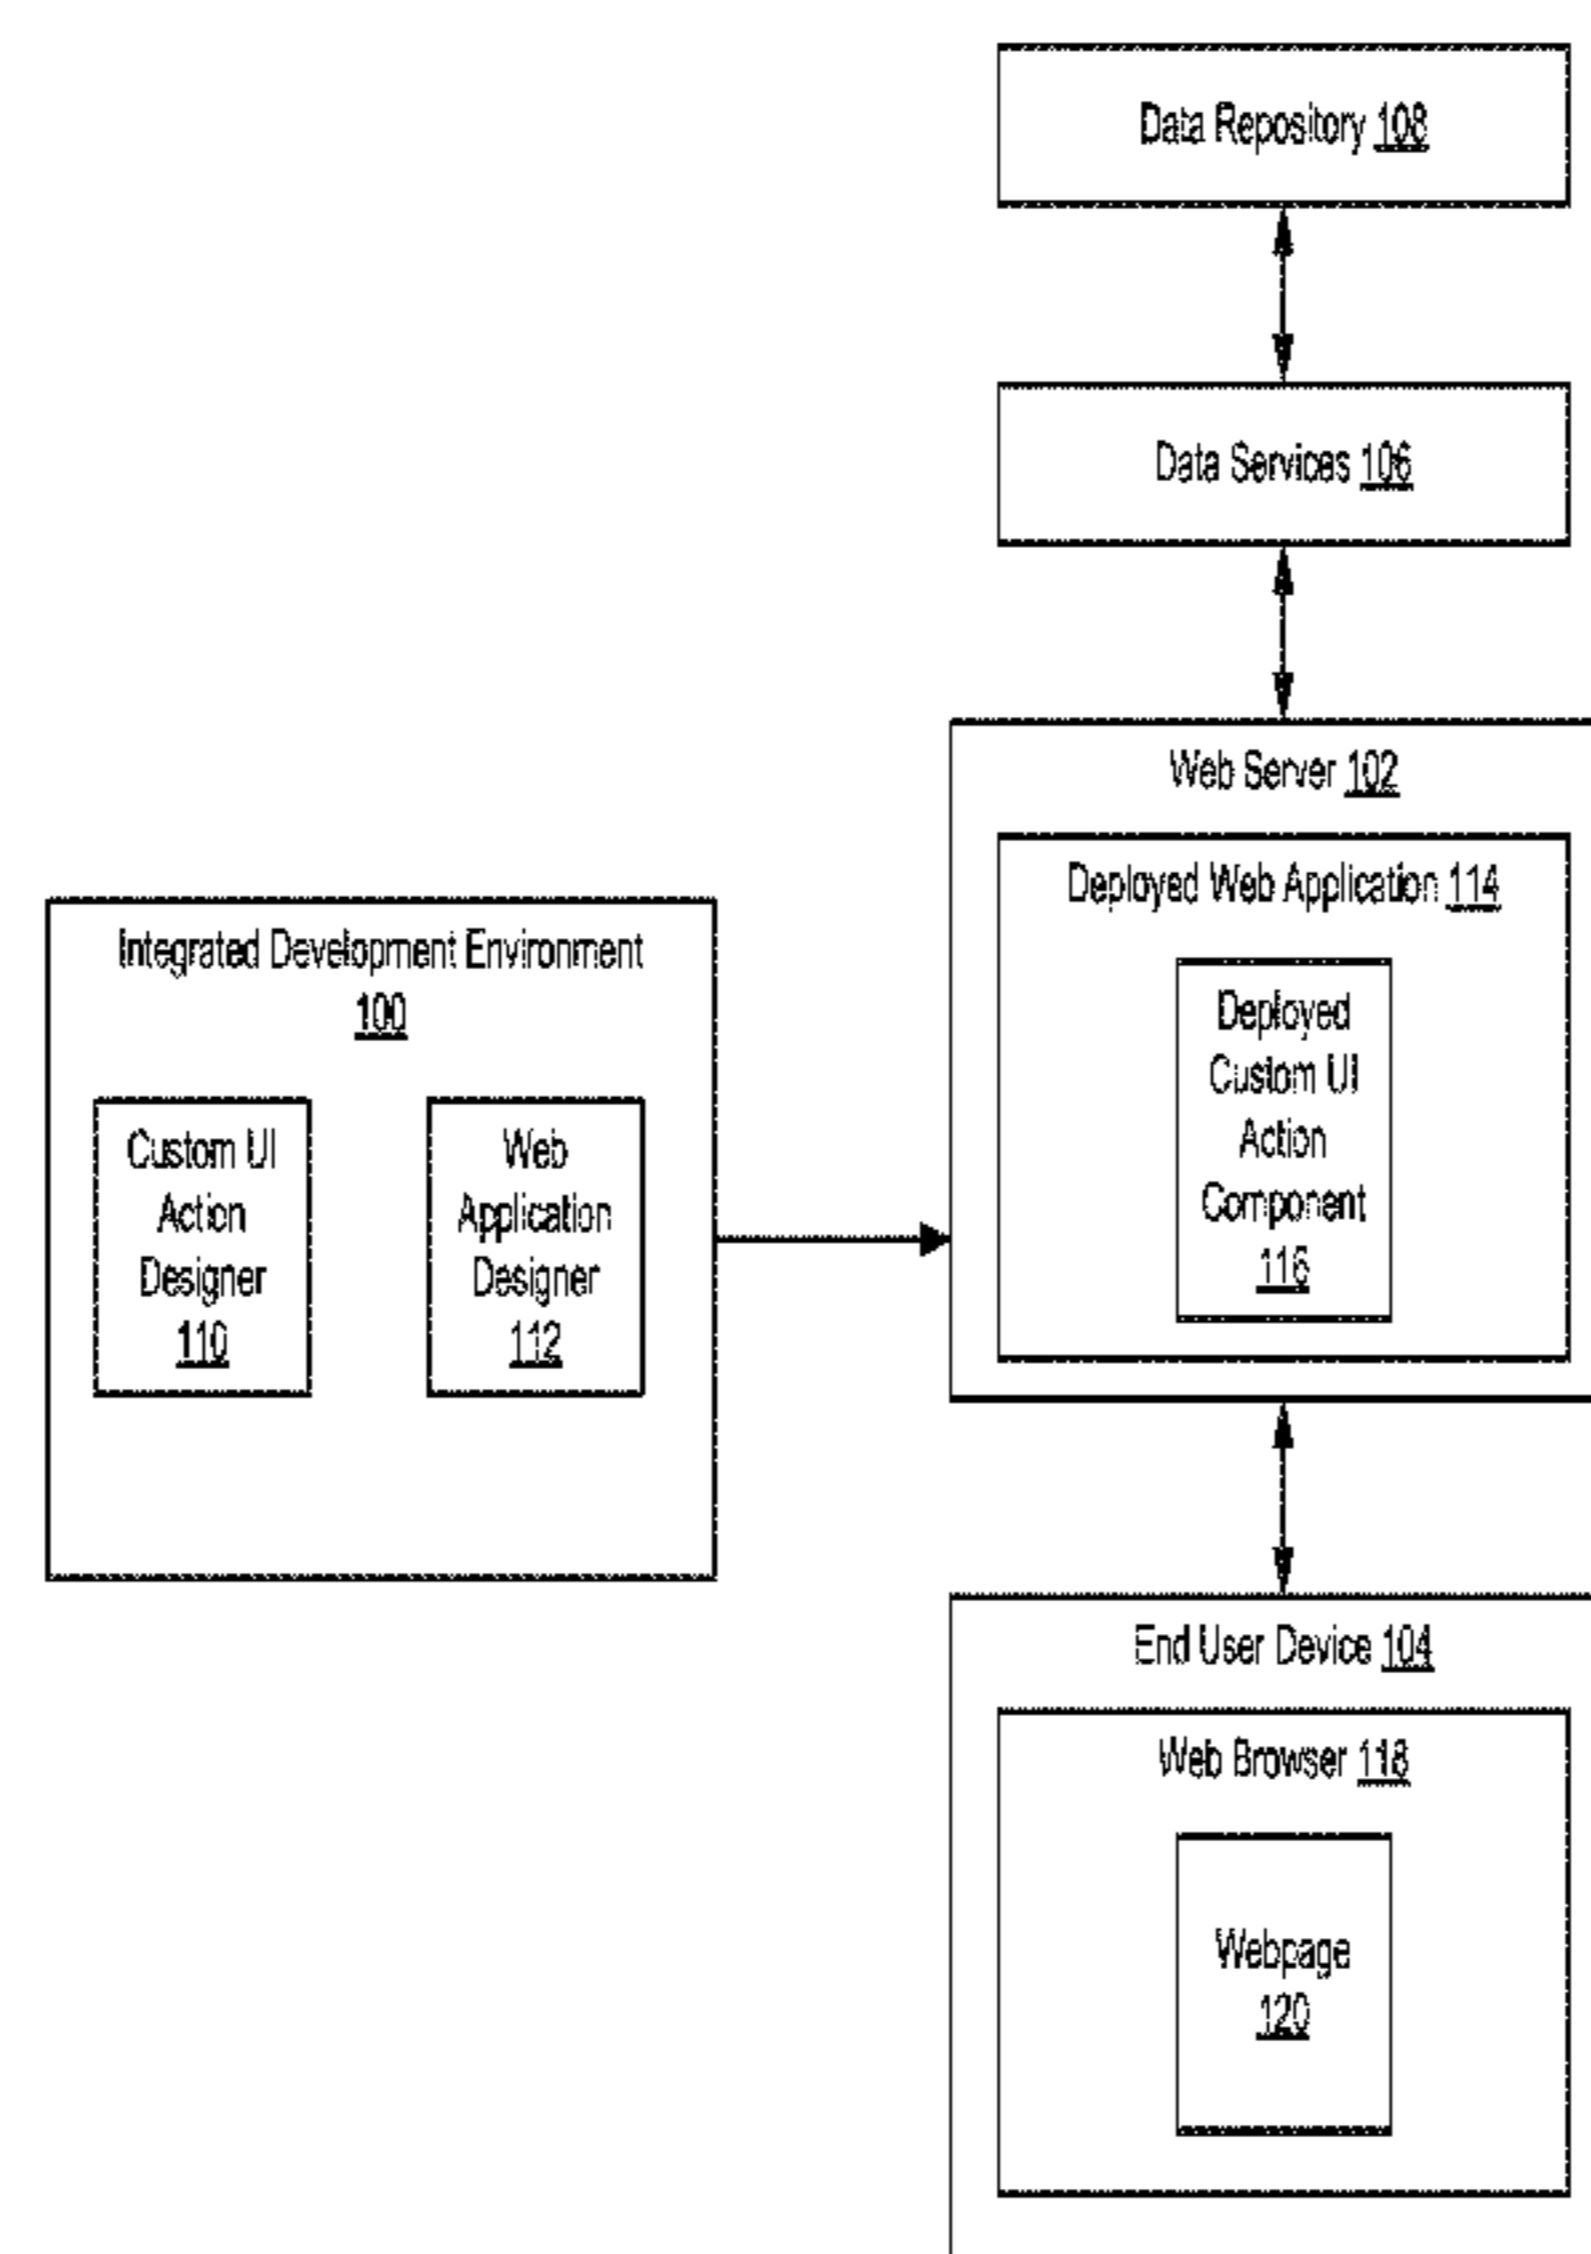 Data Repository 108
Data Services 106
Web Server 102
Deployed Web Application 114
Deployed
Custom UI
Action
Component
116
Integrated Development Environment
100
Custom UI
Action
Designer
110
Web
Application
Designer
112
End User Device 104
Web Browser 118
Webpage
120